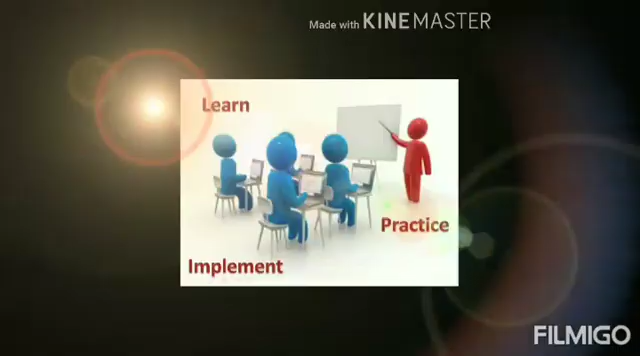 Made with KINEMASTER
Learn
Practice
Implement
FILMIGO